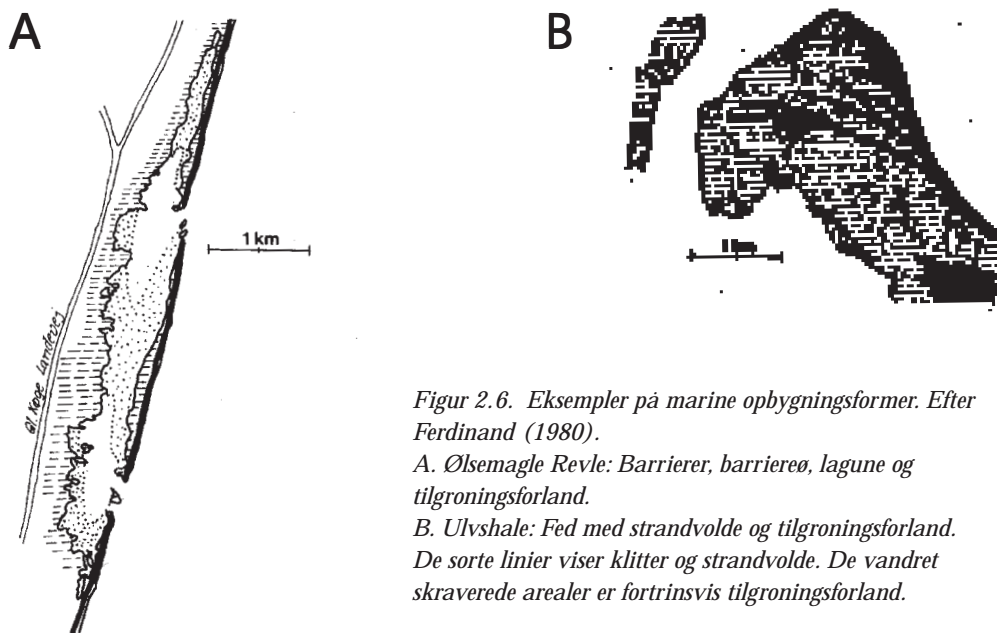 A
B
1 km
1 km
Gl. Køge Landevej
Figur 2.6. Eksempler på marine opbygningsformer. Efter
Ferdinand (1980).
A. Ølsemagle Revle: Barrierer, barriereø, lagune og
tilgroningsforland.
B. Ulvshale: Fed med strandvolde og tilgroningsforland.
De sorte linier viser klitter og strandvolde. De vandret
skraverede arealer er fortrinsvis tilgroningsforland.